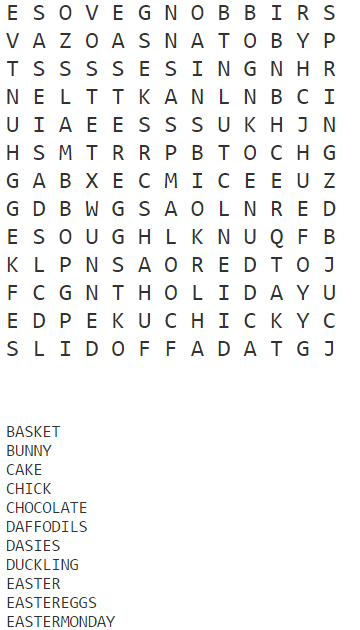 E S O V E G N O B B I R S
V A Z O A S N A T O B Y P
T S S S S E S I N G N H R
N E L T T K A N L N B C I
U I A E E S S S U K H J N
H S M T R R P B T O C H G
G A B X E C M I C E E U Z
G D B W G S A O L N R E D
E S O U G H L K N U Q F B
K L P N S A O R E D T O J
F C G N T H O L I D A Y U
E D P E K U C H I C K Y C
S L I D O F F A D A T G J
BASKET
BUNNY
CAKE
CHICK
CHOCOLATE
DAFFODILS
DASIES
DUCKLING
EASTER
EASTEREGGS
EASTERMONDAY